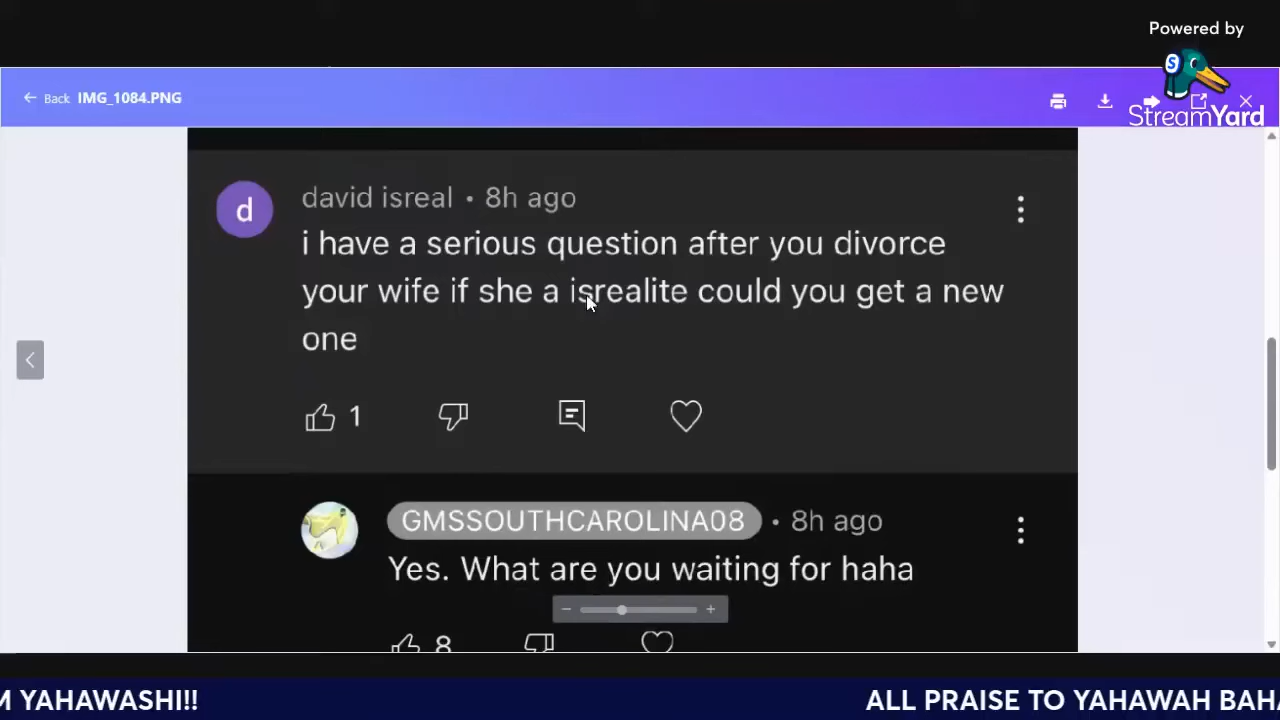 Powered by
StreamYard
Back IMG_1084.PNG
david isreal • 8h ago
d
i have a serious question after you divorce
your wife if she a isrealite could you get a new
one
1
GMSSOUTHCAROLINA08 • 8h ago
Yes. What are you waiting for haha
8
M YAHAWASHI!! ALL PRAISE TO YAHAWAH BAHA